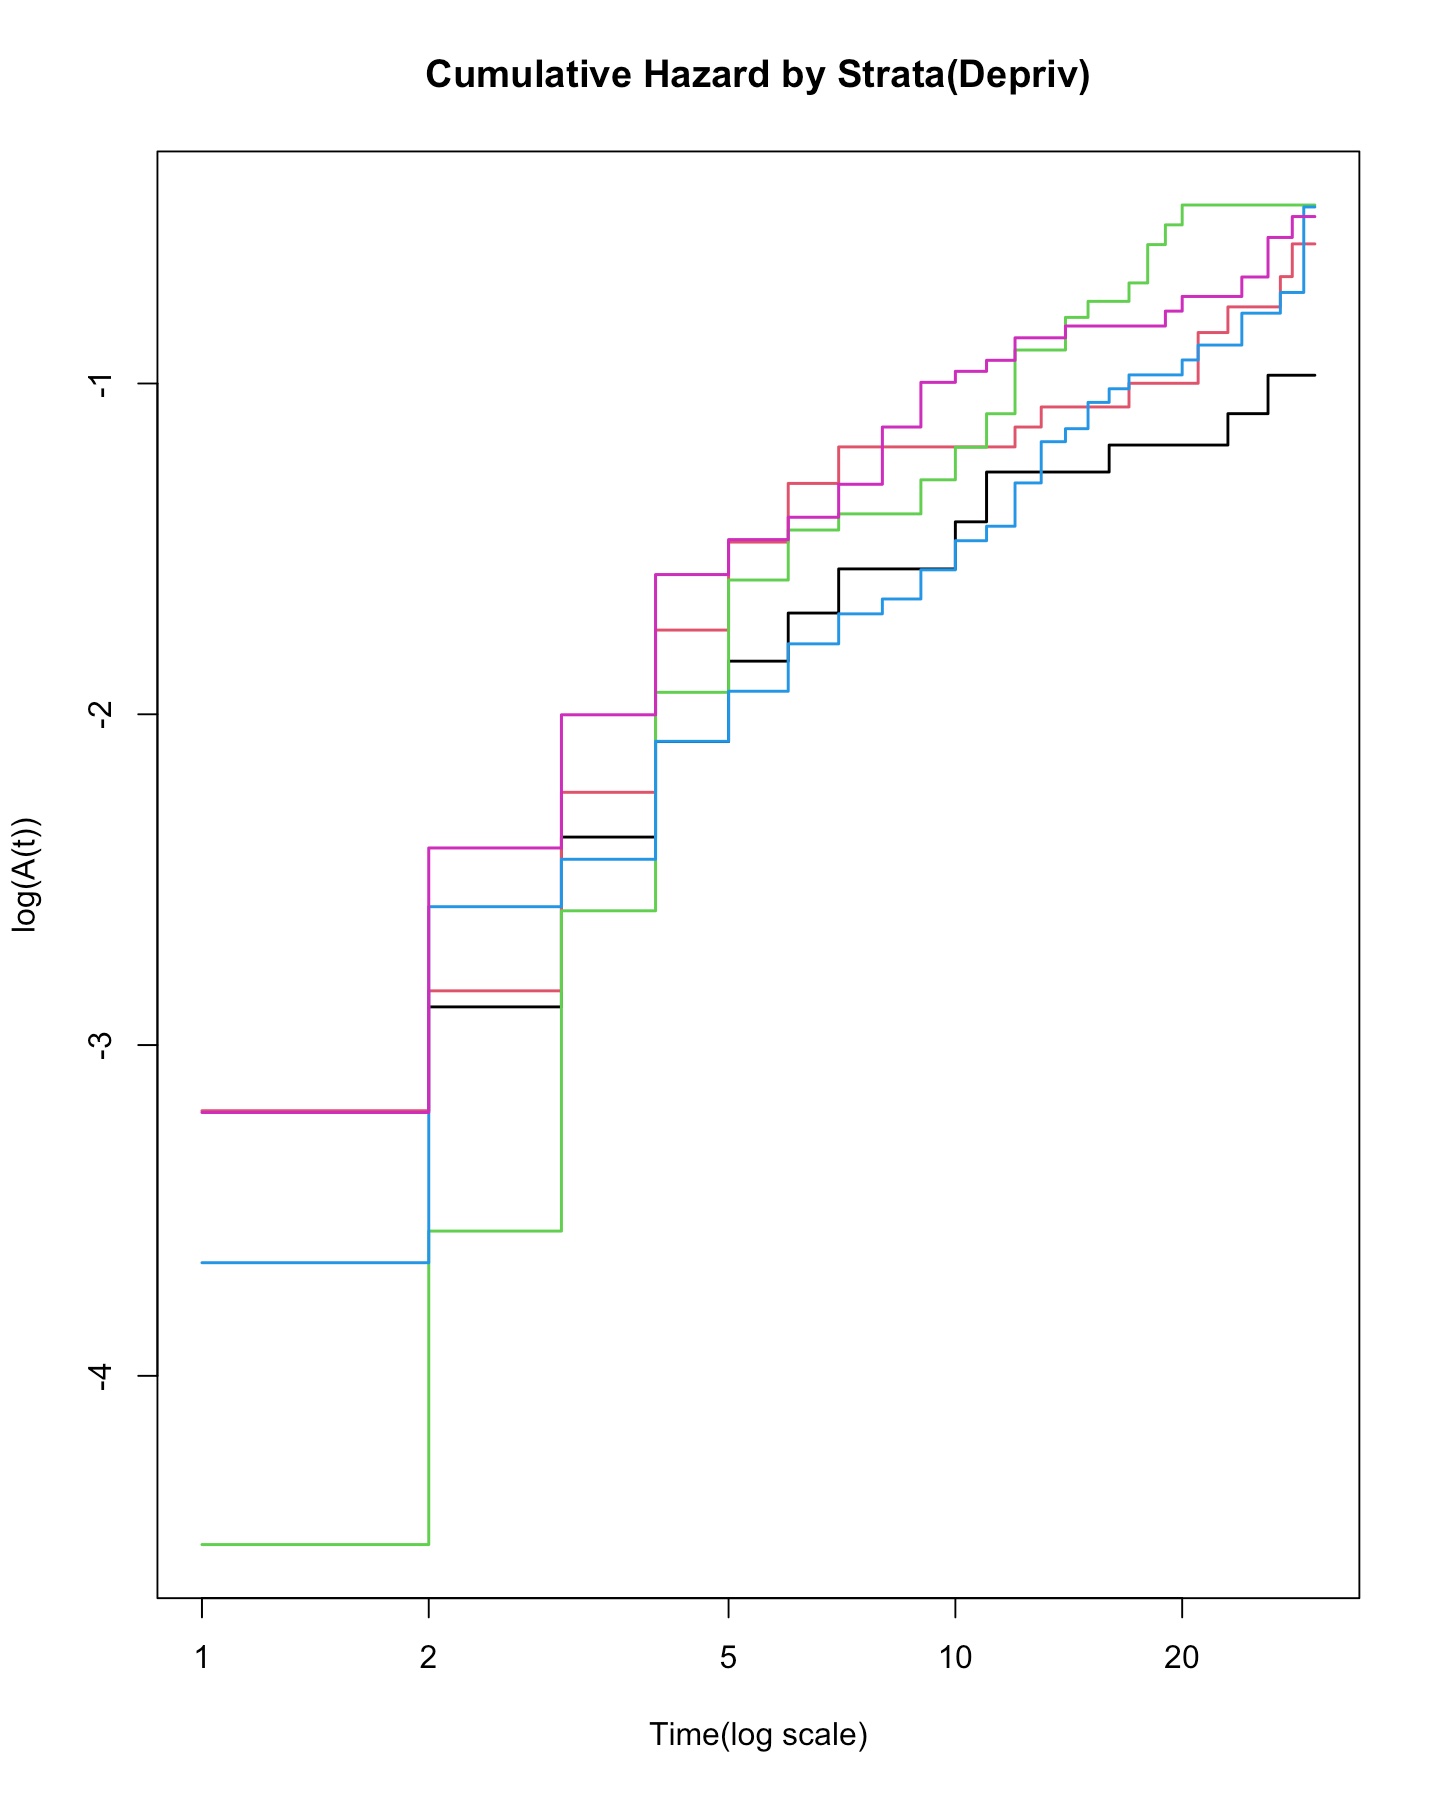 Cumulative Hazard by Strata(Depriv)
log(A(t))
-1
-2
-3
-4
1 2 5 10 20
Time(log scale)